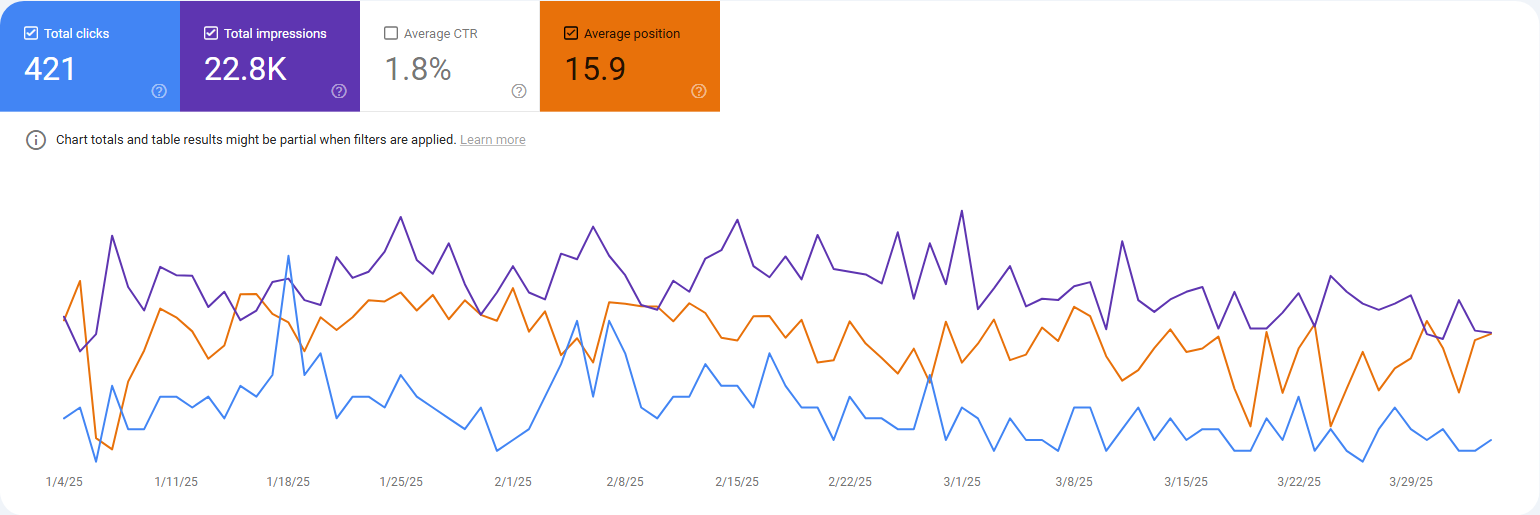 Total clicks
421
Total impressions
22.8K
Average CTR
1.8%
Average position
15.9
Chart totals and table results might be partial when filters are applied. Learn more
1/4/25 1/11/25 1/18/25 1/25/25 2/1/25 2/8/25 2/15/25 2/22/25 3/1/25 3/8/25 3/15/25 3/22/25 3/29/25